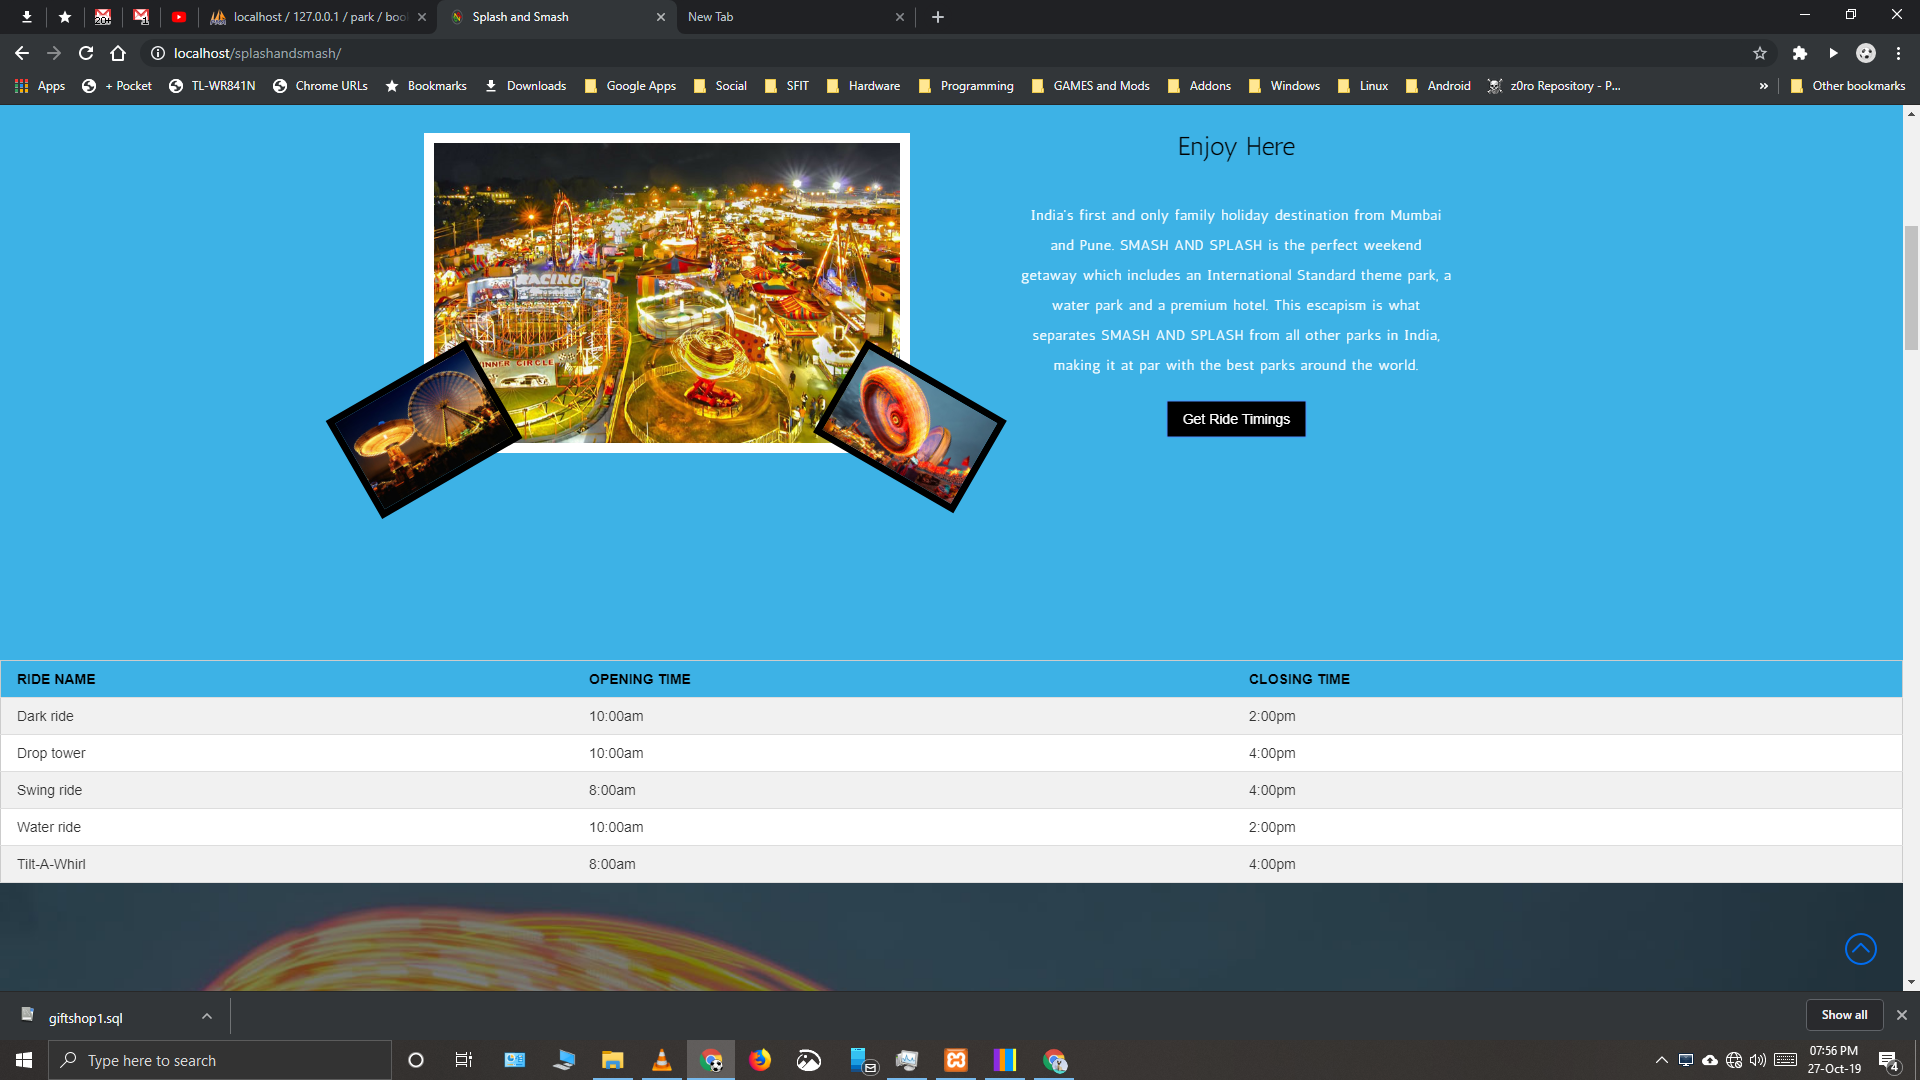 localhost / 127.0.0.1 / park / boo
Splash and Smash
New Tab
localhost/splashandsmash/
Apps
+ Pocket
TL-WR841N
Chrome URLs
Bookmarks
Downloads
Google Apps
Social
SFIT
Hardware
Programming
GAMES and Mods
Addons
Windows
Linux
Android
z0ro Repository - P...
»
Other bookmarks
Enjoy Here
RACING
INNER CIRCLE
India's first and only family holiday destination from Mumbai
and Pune. SMASH AND SPLASH is the perfect weekend
getaway which includes an International Standard theme park, a
water park and a premium hotel. This escapism is what
separates SMASH AND SPLASH from all other parks in India,
making it at par with the best parks around the world.
Get Ride Timings
RIDE NAME OPENING TIME CLOSING TIME
Dark ride 10:00am 2:00pm
Drop tower 10:00am 4:00pm
Swing ride 8:00am 4:00pm
Water ride 10:00am 2:00pm
Tilt-A-Whirl 8:00am 4:00pm
giftshop1.sql
Show all
Type here to search
07:56 PM
27-Oct-19
4